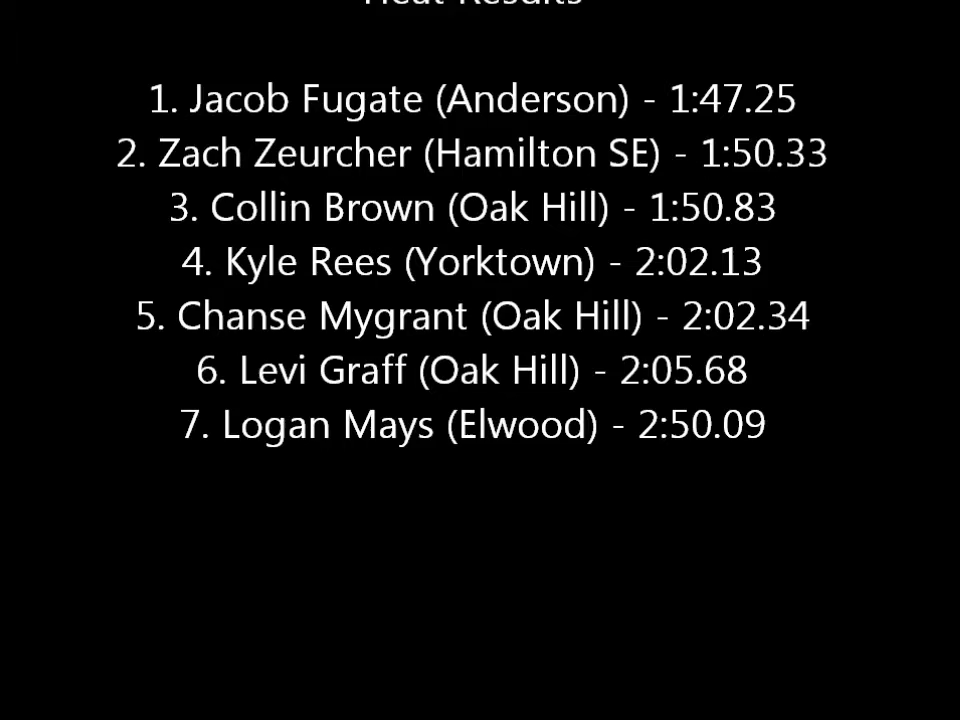 Heat Results
1. Jacob Fugate (Anderson) - 1:47.25
2. Zach Zeurcher (Hamilton SE) - 1:50.33
3. Collin Brown (Oak Hill) - 1:50.83
4. Kyle Rees (Yorktown) - 2:02.13
5. Chanse Mygrant (Oak Hill) - 2:02.34
6. Levi Graff (Oak Hill) - 2:05.68
7. Logan Mays (Elwood) - 2:50.09